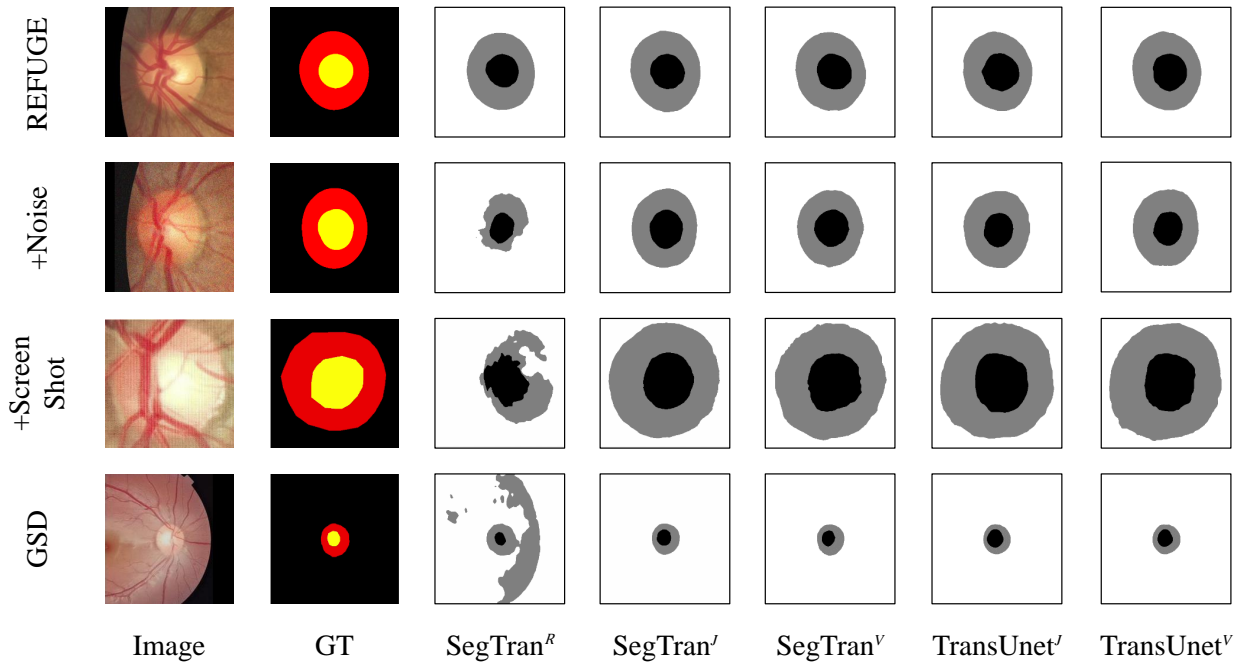 REFUGE
+Noise
+Screen
Shot
GSD
Image GT SegTran^R SegTran^J SegTran^V TransUnet^J TransUnet^V